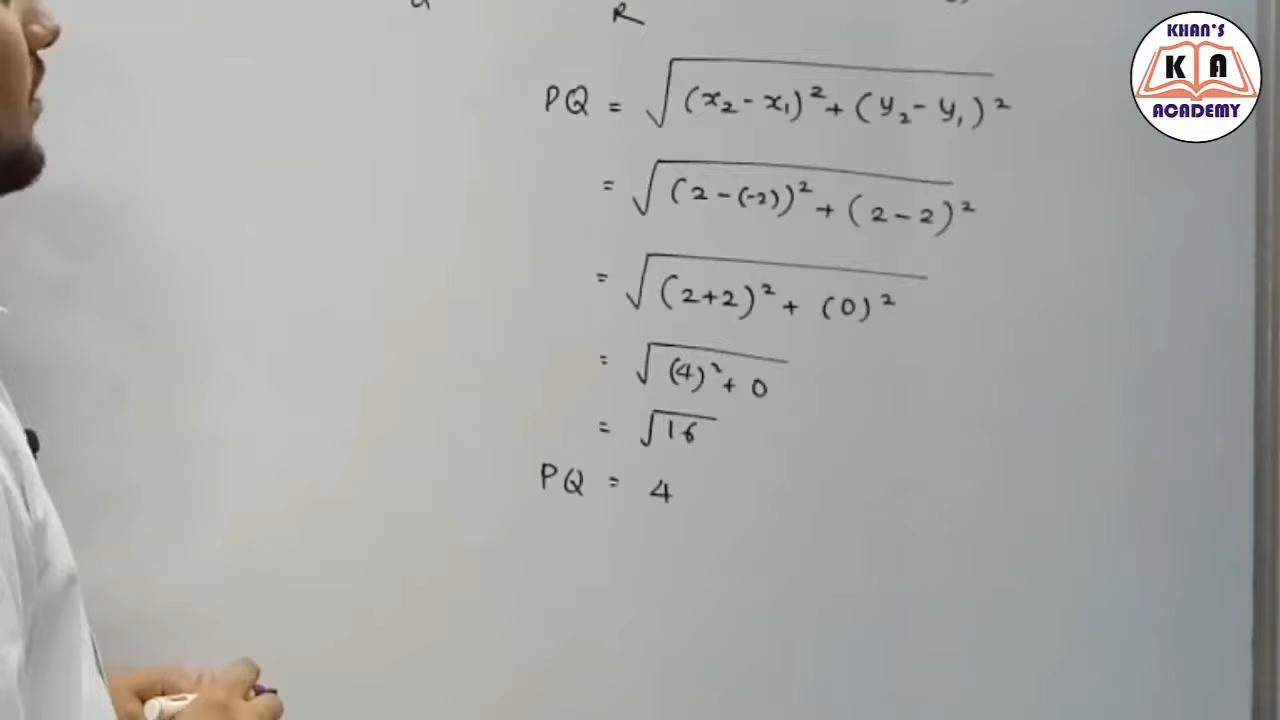 R
KHAN'S
K A
ACADEMY
PQ = √(x₂ - x₁)² + (y₂ - y₁)²
= √(2 - (-2))² + (2 - 2)²
= √(2+2)² + (0)²
= √(4)² + 0
= √16
PQ = 4